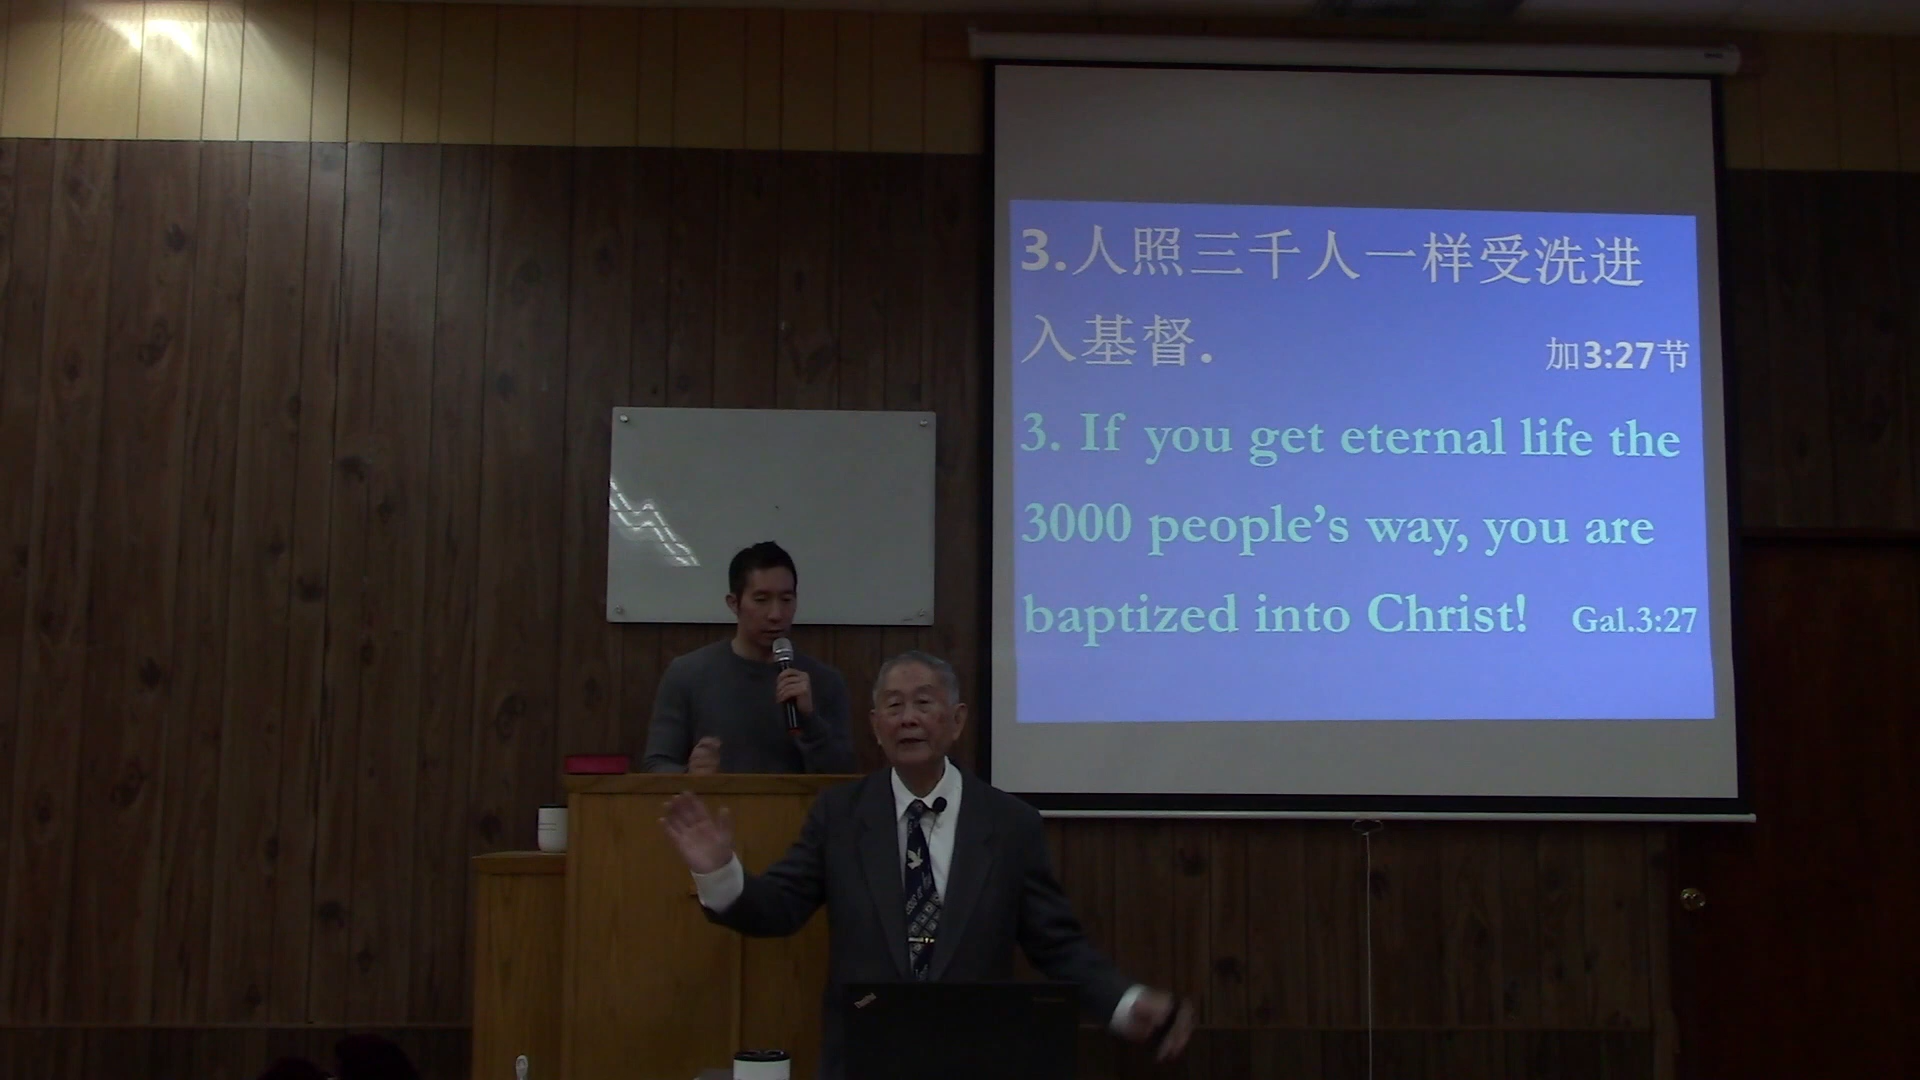 3.人照三千人一样受洗进
入基督. 加3:27节
3. If you get eternal life the
3000 people's way, you are
baptized into Christ! Gal.3:27
ThinkPad